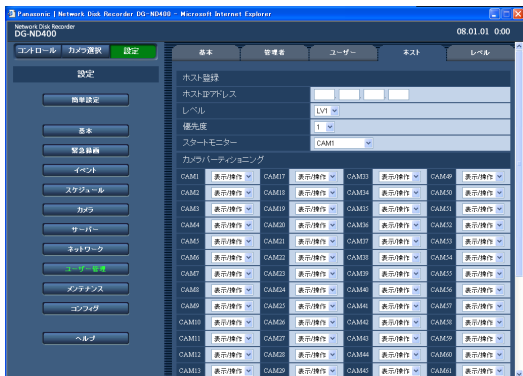 Panasonic | Network Disk Recorder DG-ND400 - Microsoft Internet Explorer
Network Disk Recorder
DG-ND400
08.01.01 0:00
コントロール カメラ選択 設定
設定
簡単設定
基本
緊急録画
イベント
スケジュール
カメラ
サーバー
ネットワーク
ユーザー管理
メンテナンス
コンフィグ
ヘルプ
基本 管理者 ユーザー ホスト レベル
ホスト登録
ホストIPアドレス
レベル LV1
優先度 1
スタートモニター CAM1
カメラパーティショニング
CAM1 表示/操作 CAM17 表示/操作 CAM33 表示/操作 CAM49 表示/操作
CAM2 表示/操作 CAM18 表示/操作 CAM34 表示/操作 CAM50 表示/操作
CAM3 表示/操作 CAM19 表示/操作 CAM35 表示/操作 CAM51 表示/操作
CAM4 表示/操作 CAM20 表示/操作 CAM36 表示/操作 CAM52 表示/操作
CAM5 表示/操作 CAM21 表示/操作 CAM37 表示/操作 CAM53 表示/操作
CAM6 表示/操作 CAM22 表示/操作 CAM38 表示/操作 CAM54 表示/操作
CAM7 表示/操作 CAM23 表示/操作 CAM39 表示/操作 CAM55 表示/操作
CAM8 表示/操作 CAM24 表示/操作 CAM40 表示/操作 CAM56 表示/操作
CAM9 表示/操作 CAM25 表示/操作 CAM41 表示/操作 CAM57 表示/操作
CAM10 表示/操作 CAM26 表示/操作 CAM42 表示/操作 CAM58 表示/操作
CAM11 表示/操作 CAM27 表示/操作 CAM43 表示/操作 CAM59 表示/操作
CAM12 表示/操作 CAM28 表示/操作 CAM44 表示/操作 CAM60 表示/操作
CAM13 表示/操作 CAM29 表示/操作 CAM45 表示/操作 CAM61 表示/操作